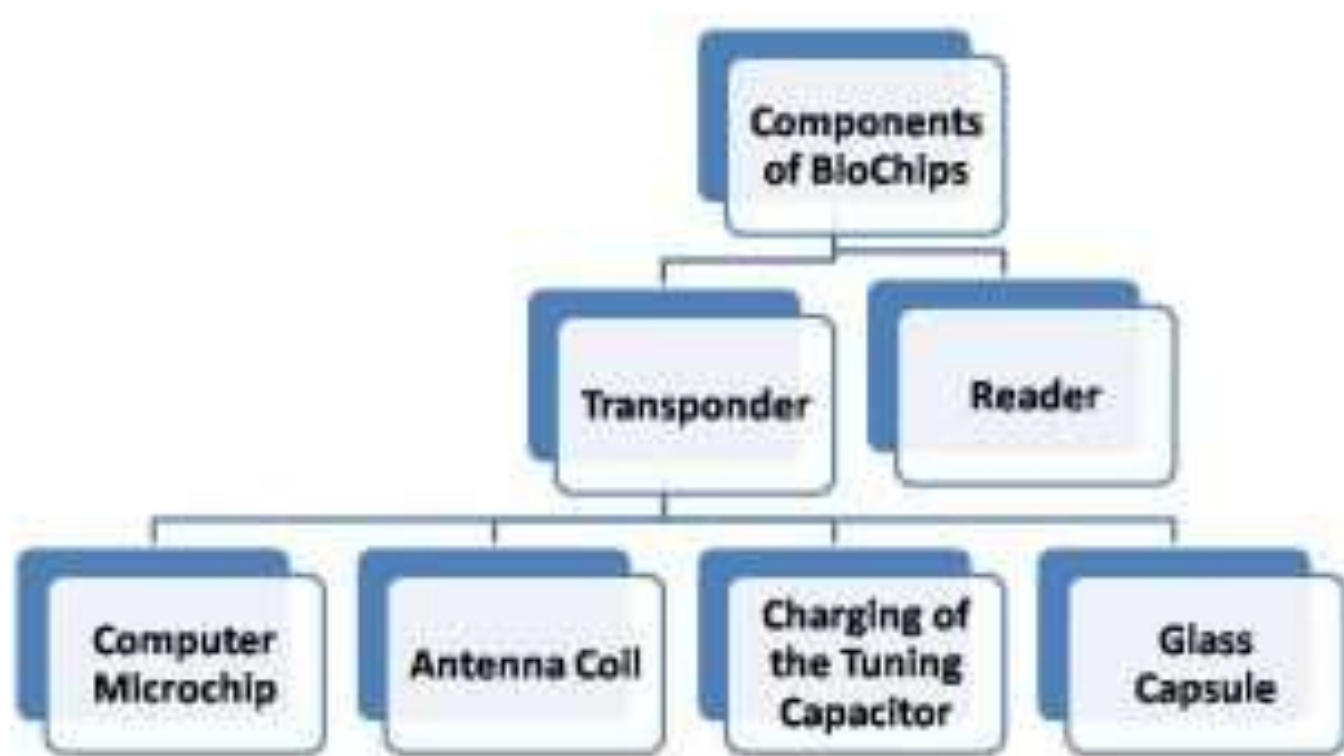 Components
of BioChips
Transponder
Reader
Computer
Microchip
Antenna Coil
Charging of
the Tuning
Capacitor
Glass
Capsule